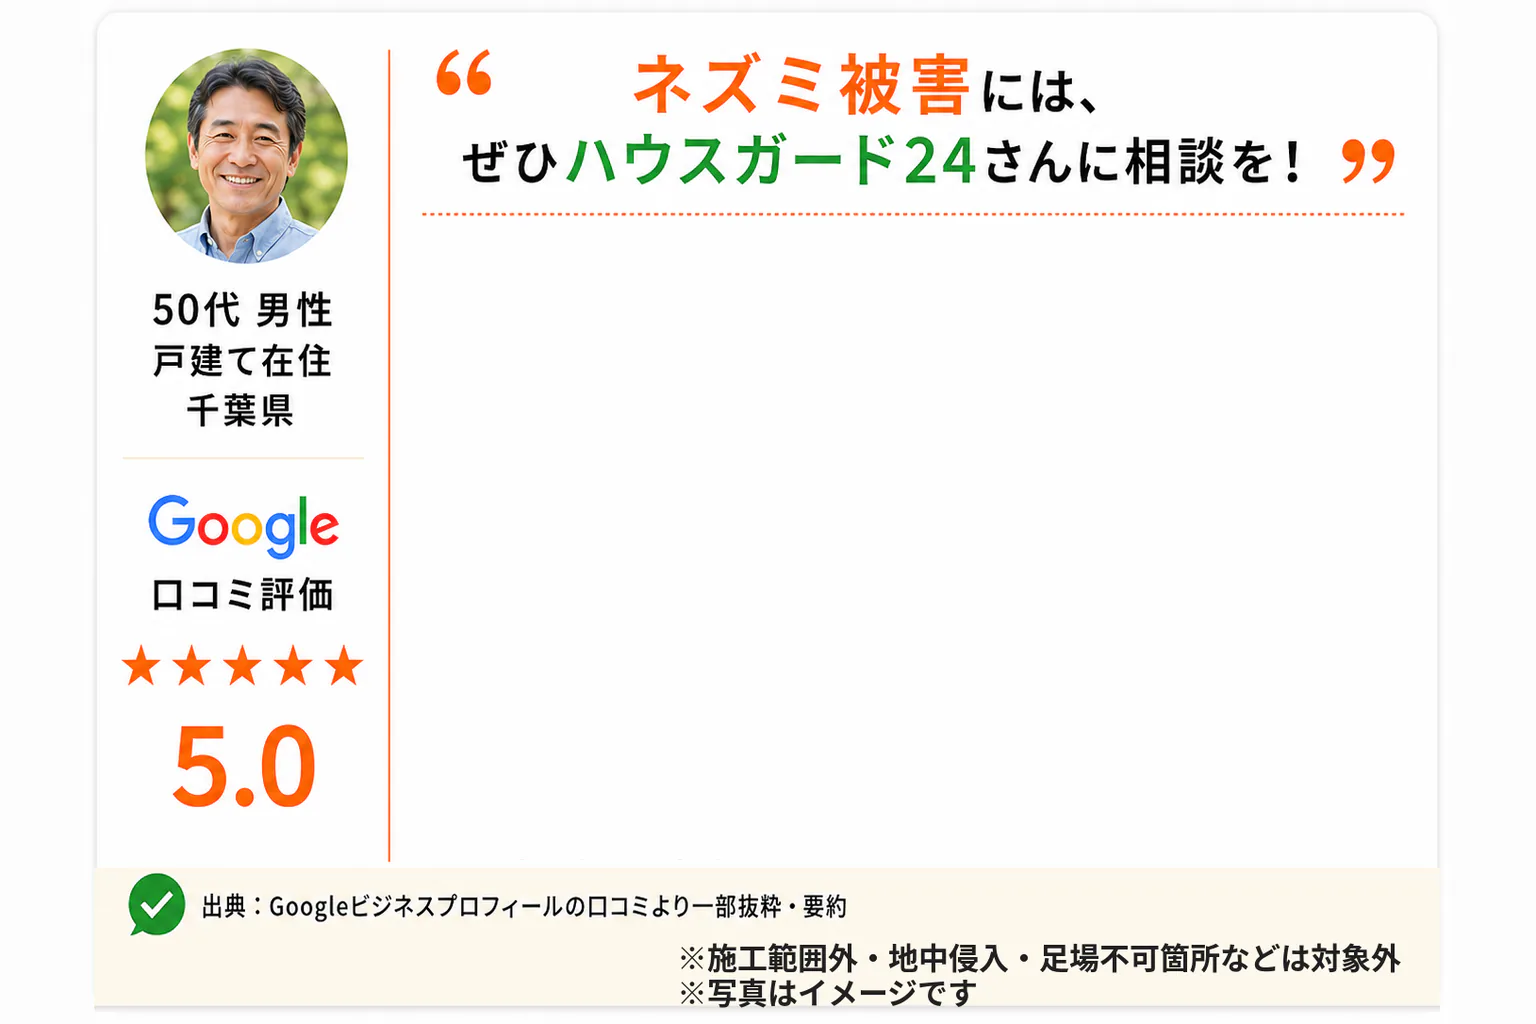 50代 男性
戸建て在住
千葉県
Google
口コミ評価
★★★★★
5.0
“ネズミ被害には、
ぜひハウスガード24さんに相談を！”
出典：Googleビジネスプロフィールの口コミより一部抜粋・要約
※施工範囲外・地中侵入・足場不可箇所などは対象外
※写真はイメージです